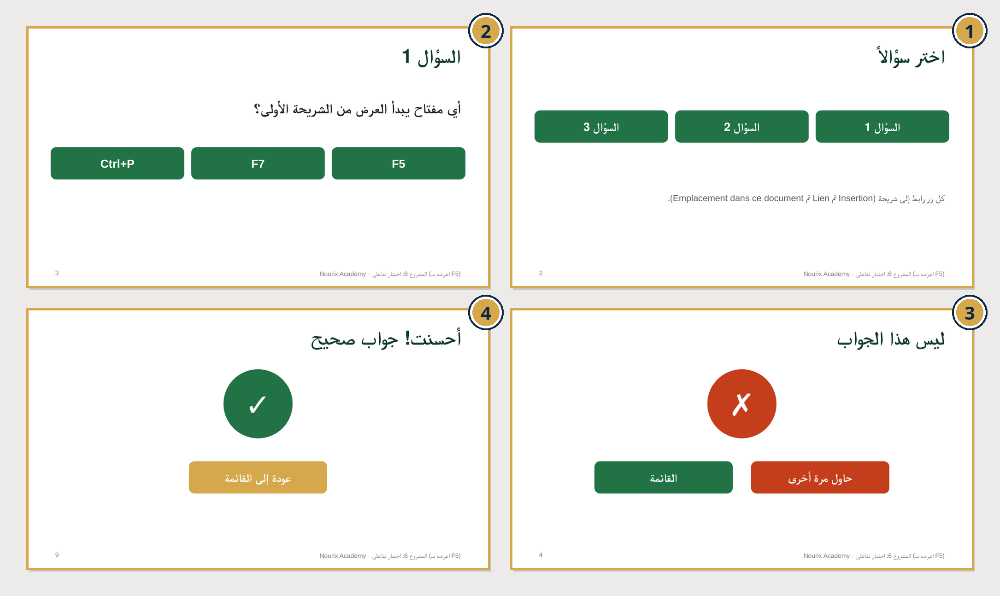 1
اختر سؤالاً
السؤال 1
السؤال 2
السؤال 3
كل زر رابط إلى شريحة (Insertion ثم Lien ثم Emplacement dans ce document).
Nourix Academy · المشروع 6: اختبار تفاعلي (اعرضه بـ F5)
2
2
السؤال 1
أي مفتاح يبدأ العرض من الشريحة الأولى؟
F5
F7
Ctrl+P
Nourix Academy · المشروع 6: اختبار تفاعلي (اعرضه بـ F5)
3
3
ليس هذا الجواب
✗
حاول مرة أخرى
القائمة
Nourix Academy · المشروع 6: اختبار تفاعلي (اعرضه بـ F5)
4
4
أحسنت! جواب صحيح
✓
عودة إلى القائمة
Nourix Academy · المشروع 6: اختبار تفاعلي (اعرضه بـ F5)
9